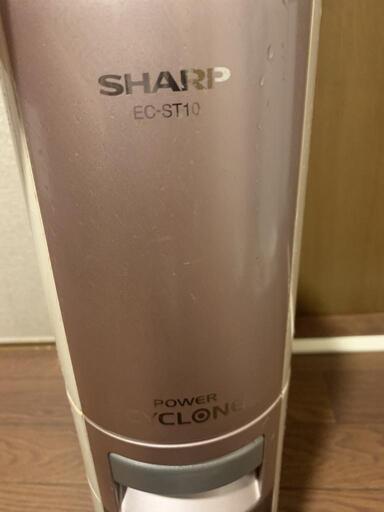 SHARP
EC-ST10
POWER
CYCLONE